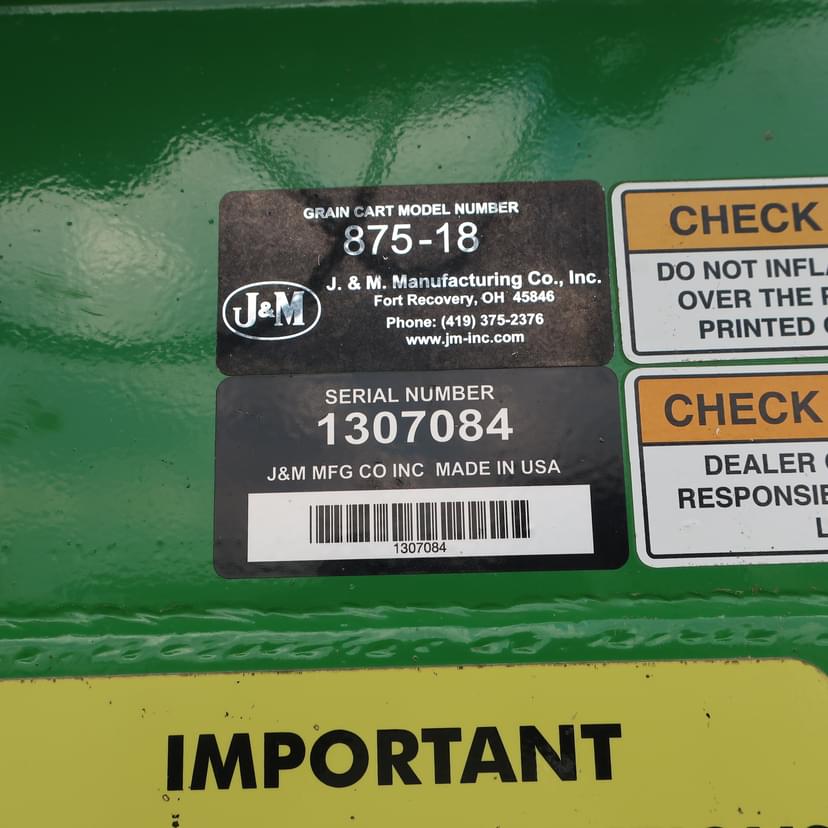 GRAIN CART MODEL NUMBER
875-18
J&M
J. & M. Manufacturing Co., Inc.
Fort Recovery, OH 45846
Phone: (419) 375-2376
www.jm-inc.com
SERIAL NUMBER
1307084
J&M MFG CO INC MADE IN USA
1307084
CHECK
DO NOT
OVER THE
PRINTED
CHECK
DEALER
IMPORTANT